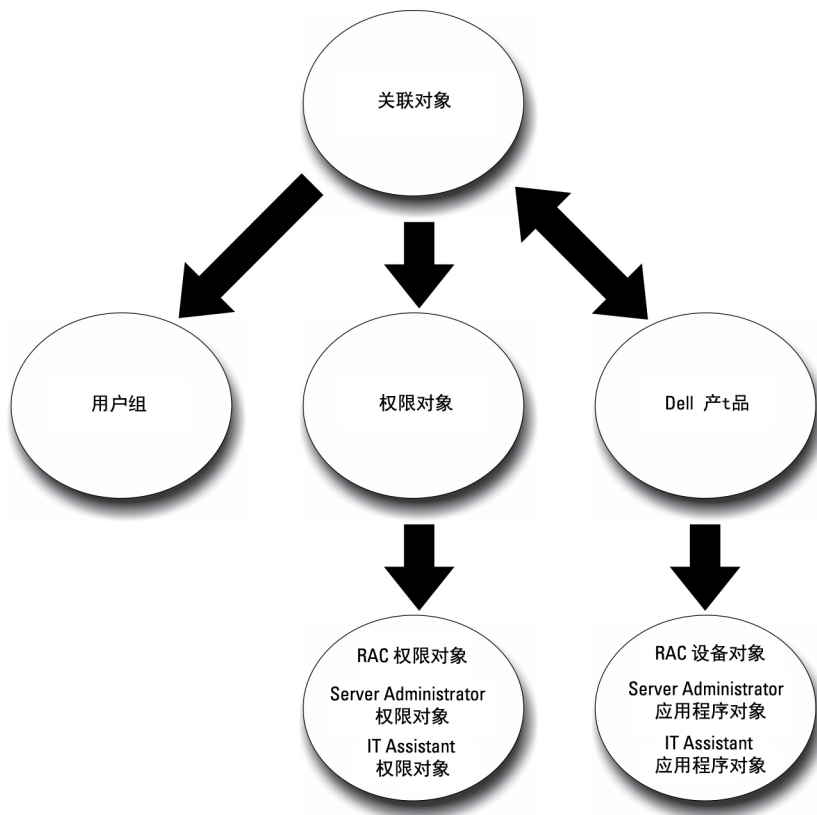 关联对象
用户组
权限对象
Dell 产t品
RAC 权限对象
Server Administrator
权限对象
IT Assistant
权限对象
RAC 设备对象
Server Administrator
应用程序对象
IT Assistant
应用程序对象